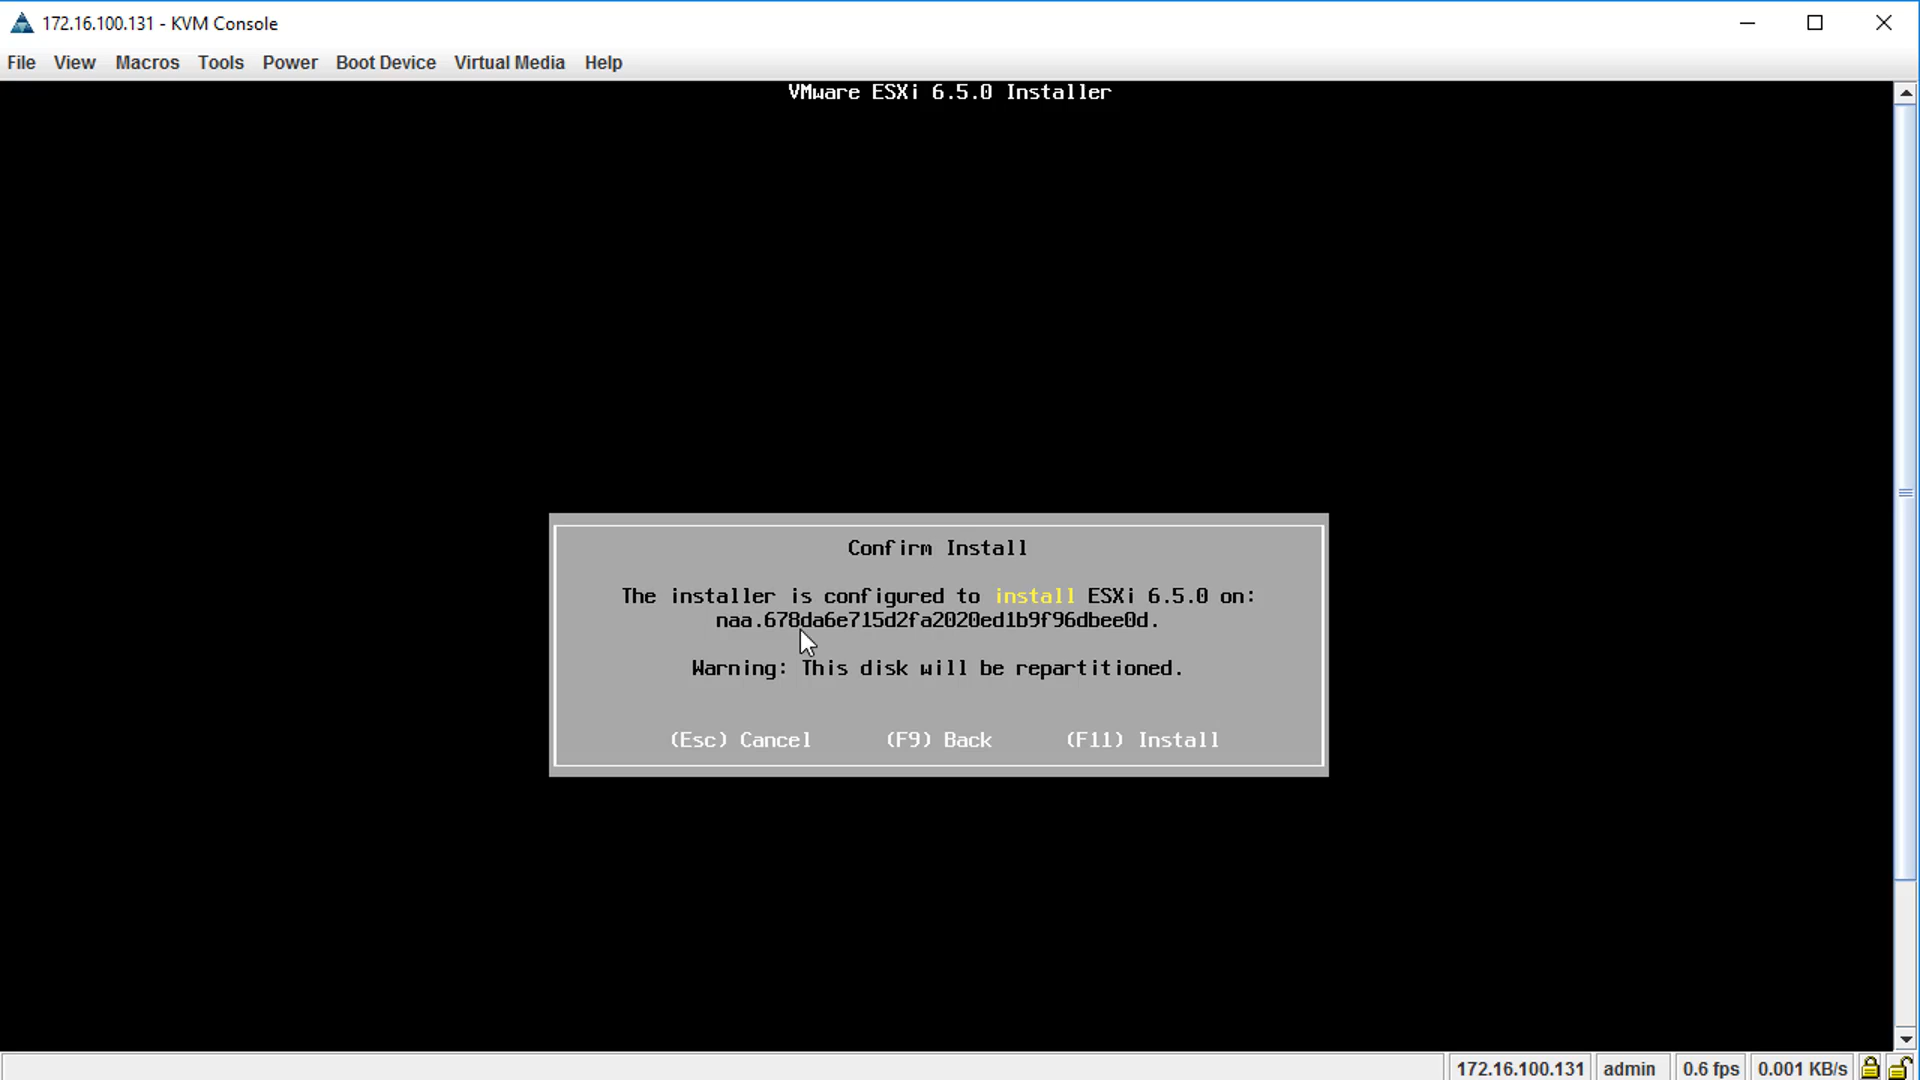 172.16.100.131 - KVM Console
File View Macros Tools Power Boot Device Virtual Media Help
VMware ESXi 6.5.0 Installer
Confirm Install
The installer is configured to install ESXi 6.5.0 on:
naa.678da6e715d2fa2020ed1b9f96dbee0d.
Warning: This disk will be repartitioned.
(Esc) Cancel (F9) Back (F11) Install
172.16.100.131 admin 0.6 fps 0.001 KB/s